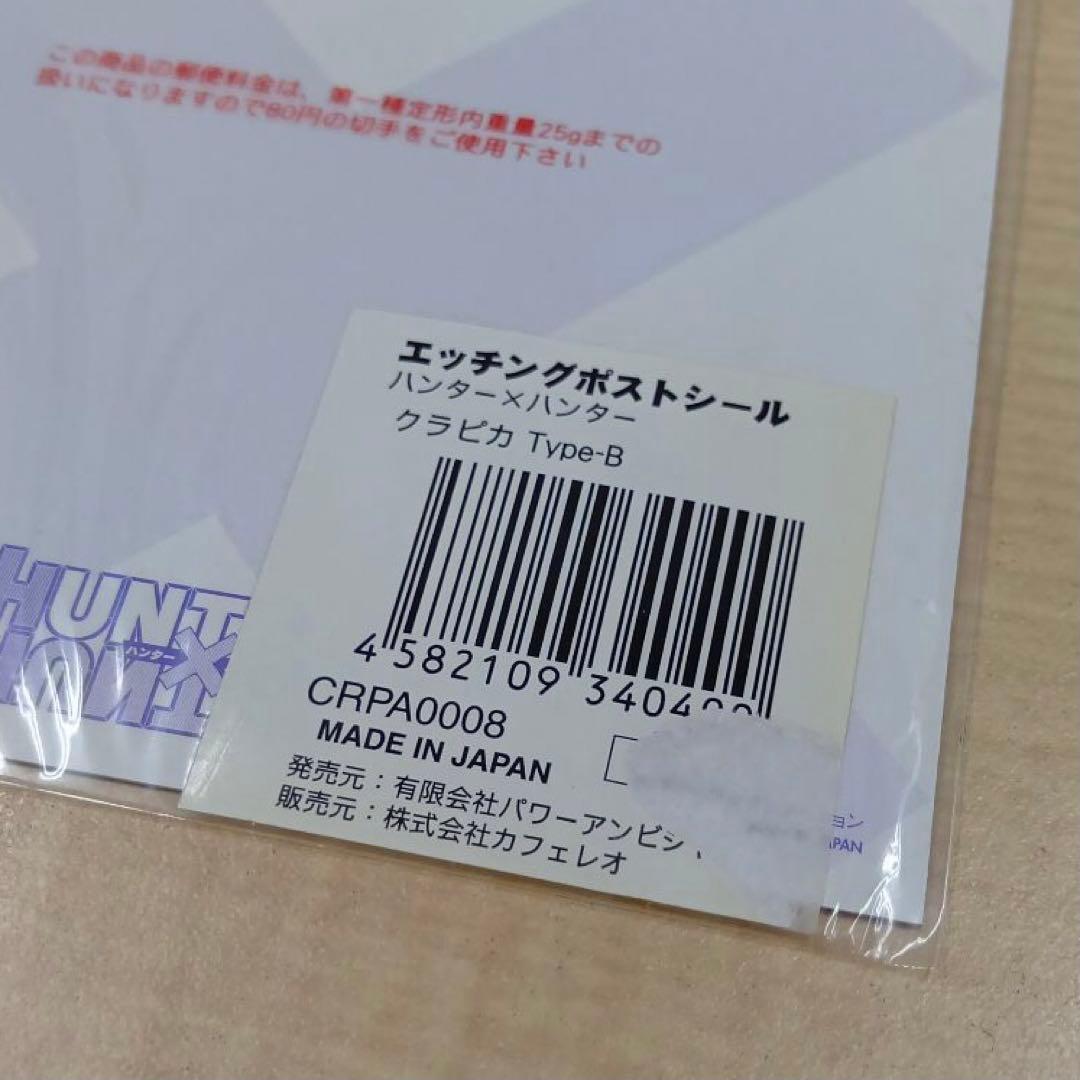 この商品の郵便料金は、第一種定形内重量25gまでの
扱いになりますので80円の切手をご使用下さい
エッチングポストシール
ハンター×ハンター
クラピカ Type-B
4 582109 3404
CRPA0008
MADE IN JAPAN
発売元：有限会社パワーアンビシ
販売元：株式会社カフェレオ
HUNT
×
ハンター
ョン